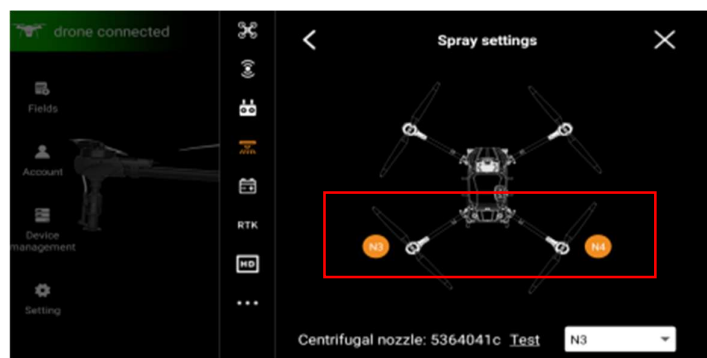 drone connected
Spray settings
Fields
Account
Device
management
Setting
RTK
HD
N3
N4
Centrifugal nozzle: 5364041c Test
N3